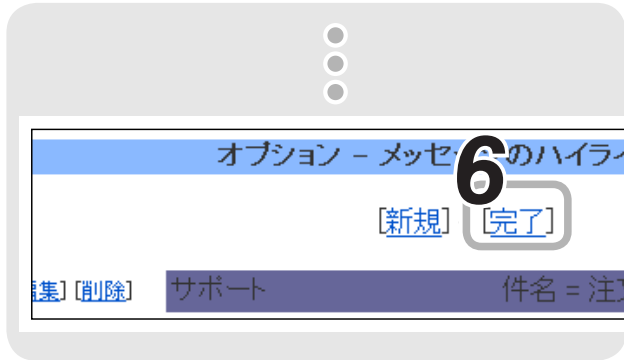 オプション - メッセー のハイラ
6
[新規] [完了]
集] [削除] サポート 件名 = 注